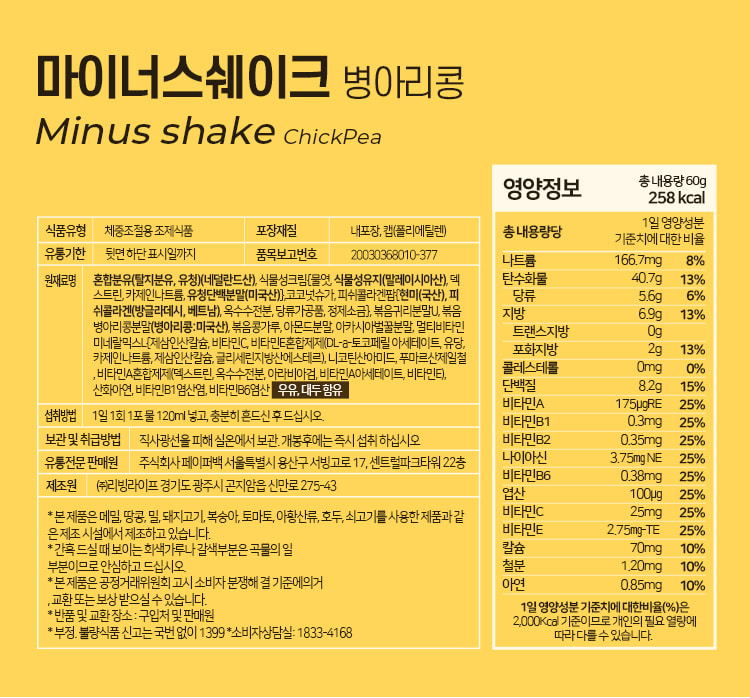 마이너스쉐이크 병아리콩
Minus shake ChickPea
식품유형 체중조절용 조제식품 포장재질 내포장, 캡(폴리에틸렌)
유통기한 뒷면 하단 표시일까지 품목보고번호 20030368010-377
원재료명 혼합분유(탈지분유, 유청)(네덜란드산), 식물성크림{물엿, 식물성유지(말레이시아산), 덱
스트린, 카제인나트륨, 유청단백분말(미국산)},코코넛슈가, 피쉬콜라겐팝{현미(국산), 피
쉬콜라겐(방글라데시, 베트남), 옥수수전분, 당류가공품, 정제소금}, 볶음귀리분말U, 볶음
병아리콩분말(병아리콩:미국산), 볶음콩가루, 아몬드분말, 아카시아벌꿀분말, 멀티비타민
미네랄믹스L{제삼인산칼슘, 비타민C, 비타민E혼합제제(DL-a-토코페릴 아세테이트, 유당,
카제인나트륨, 제삼인산칼슘, 글리세린지방산에스테르), 니코틴산아미드, 푸마르산제일철
, 비타민A혼합제제(덱스트린, 옥수수전분, 아라비아검, 비타민A아세테이트, 비타민E),
산화아연, 비타민B1염산염, 비타민B6염산 우유, 대두 함유
섭취방법 1일 1회 1포 물 120ml 넣고, 충분히 흔드신 후 드십시오.
보관 및 취급방법 직사광선을 피해 실온에서 보관. 개봉후에는 즉시 섭취 하십시오
유통전문 판매원 주식회사 페이퍼백 서울특별시 용산구 서빙고로 17, 센트럴파크타워 22층
제조원 ㈜리빙라이프 경기도 광주시 곤지암읍 신만로 275-43
* 본 제품은 메밀, 땅콩, 밀, 돼지고기, 복숭아, 토마토, 아황산류, 호두, 쇠고기를 사용한 제품과 같
은 제조 시설에서 제조하고 있습니다.
* 간혹 드실 때 보이는 회색가루나 갈색부분은 곡물의 일
부분이므로 안심하고 드십시오.
* 본 제품은 공정거래위원회 고시 소비자 분쟁해 결 기준에의거
, 교환 또는 보상 받으실 수 있습니다.
* 반품 및 교환 장소 : 구입처 및 판매원
* 부정. 불량식품 신고는 국번 없이 1399 *소비자상담실: 1833-4168
영양정보 총 내용량 60g
258 kcal
총 내용량당 1일 영양성분
기준치에 대한 비율
나트륨 166.7mg 8%
탄수화물 40.7g 13%
당류 5.6g 6%
지방 6.9g 13%
트랜스지방 0g
포화지방 2g 13%
콜레스테롤 0mg 0%
단백질 8.2g 15%
비타민A 175㎍RE 25%
비타민B1 0.3mg 25%
비타민B2 0.35mg 25%
나이아신 3.75㎎ NE 25%
비타민B6 0.38mg 25%
엽산 100㎍ 25%
비타민C 25mg 25%
비타민E 2.75㎎-TE 25%
칼슘 70mg 10%
철분 1.20mg 10%
아연 0.85mg 10%
1일 영양성분 기준치에 대한비율(%)은
2,000Kcal 기준이므로 개인의 필요 열량에
따라 다를 수 있습니다.